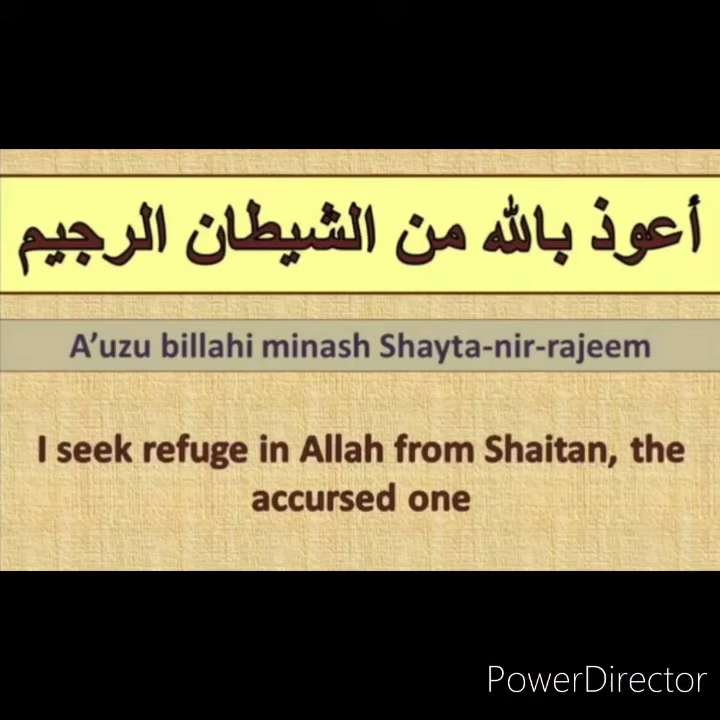 أعوذ بالله من الشيطان الرجيم
A’uzu billahi minash Shayta-nir-rajeem
I seek refuge in Allah from Shaitan, the
accursed one
PowerDirector